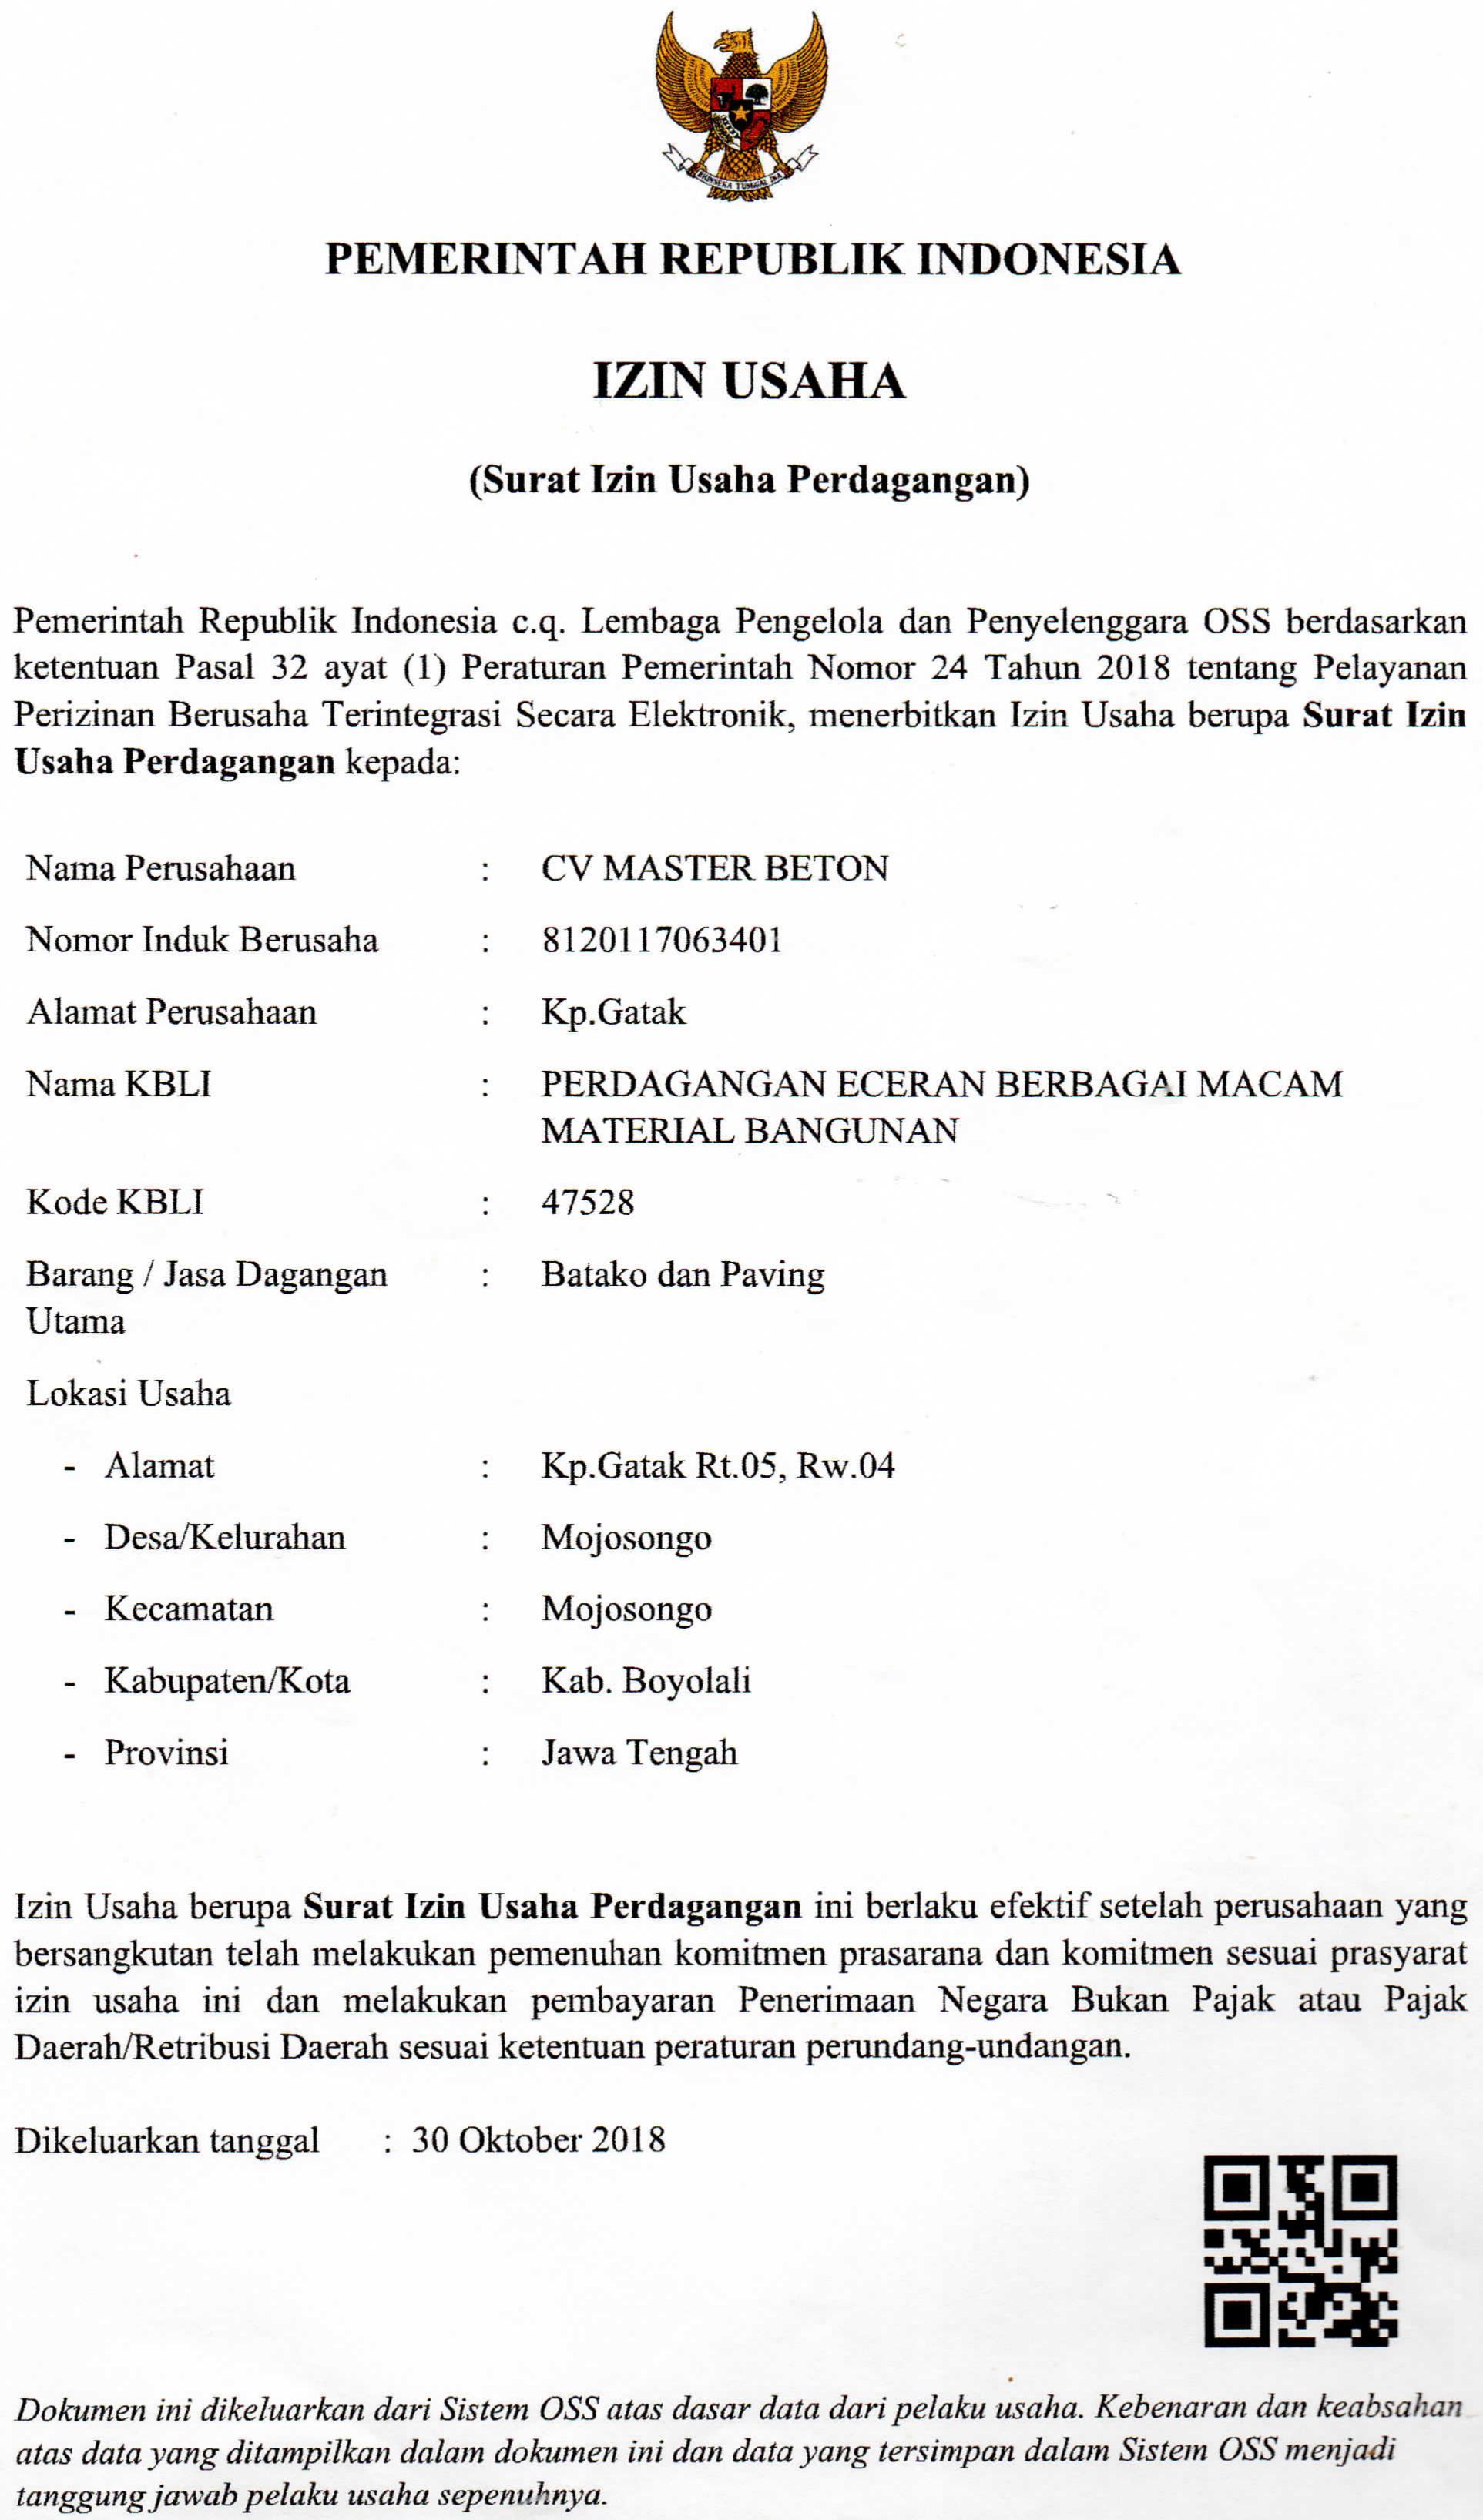 BHINNEKA TUNGGAL IKA
PEMERINTAH REPUBLIK INDONESIA
IZIN USAHA
(Surat Izin Usaha Perdagangan)
Pemerintah Republik Indonesia c.q. Lembaga Pengelola dan Penyelenggara OSS berdasarkan
ketentuan Pasal 32 ayat (1) Peraturan Pemerintah Nomor 24 Tahun 2018 tentang Pelayanan
Perizinan Berusaha Terintegrasi Secara Elektronik, menerbitkan Izin Usaha berupa Surat Izin
Usaha Perdagangan kepada:
Nama Perusahaan : CV MASTER BETON
Nomor Induk Berusaha : 8120117063401
Alamat Perusahaan : Kp.Gatak
Nama KBLI : PERDAGANGAN ECERAN BERBAGAI MACAM
MATERIAL BANGUNAN
Kode KBLI : 47528
Barang / Jasa Dagangan : Batako dan Paving
Utama
Lokasi Usaha
- Alamat : Kp.Gatak Rt.05, Rw.04
- Desa/Kelurahan : Mojosongo
- Kecamatan : Mojosongo
- Kabupaten/Kota : Kab. Boyolali
- Provinsi : Jawa Tengah
Izin Usaha berupa Surat Izin Usaha Perdagangan ini berlaku efektif setelah perusahaan yang
bersangkutan telah melakukan pemenuhan komitmen prasarana dan komitmen sesuai prasyarat
izin usaha ini dan melakukan pembayaran Penerimaan Negara Bukan Pajak atau Pajak
Daerah/Retribusi Daerah sesuai ketentuan peraturan perundang-undangan.
Dikeluarkan tanggal : 30 Oktober 2018
Dokumen ini dikeluarkan dari Sistem OSS atas dasar data dari pelaku usaha. Kebenaran dan keabsahan
atas data yang ditampilkan dalam dokumen ini dan data yang tersimpan dalam Sistem OSS menjadi
tanggung jawab pelaku usaha sepenuhnya.